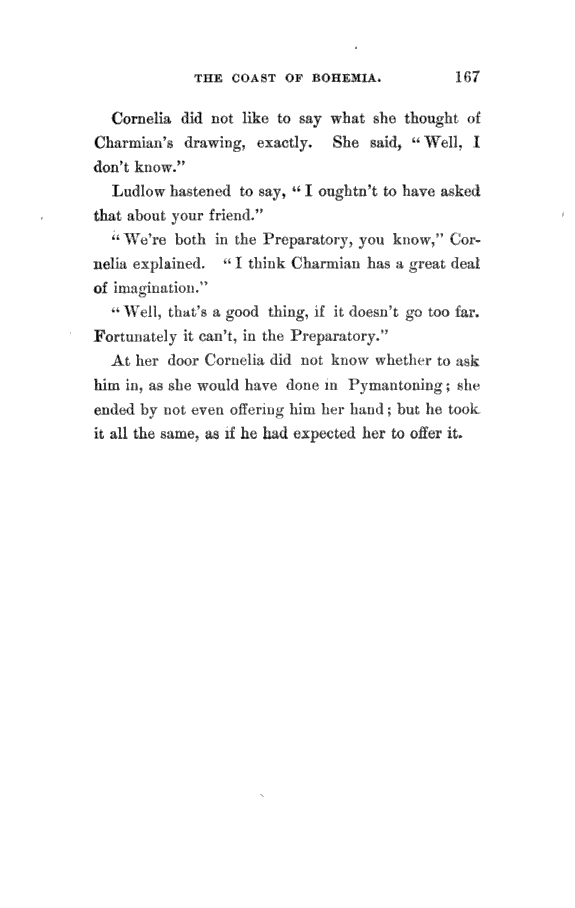 THE COAST OF BOHEMIA. 167
Cornelia did not like to say what she thought of
Charmian's drawing, exactly. She said, "Well, I
don't know."
Ludlow hastened to say, "I oughtn't to have asked
that about your friend."
"We're both in the Preparatory, you know," Cor-
nelia explained. "I think Charmian has a great deal
of imagination."
"Well, that's a good thing, if it doesn't go too far.
Fortunately it can't, in the Preparatory."
At her door Cornelia did not know whether to ask
him in, as she would have done in Pymantoning; she
ended by not even offering him her hand; but he took
it all the same, as if he had expected her to offer it.